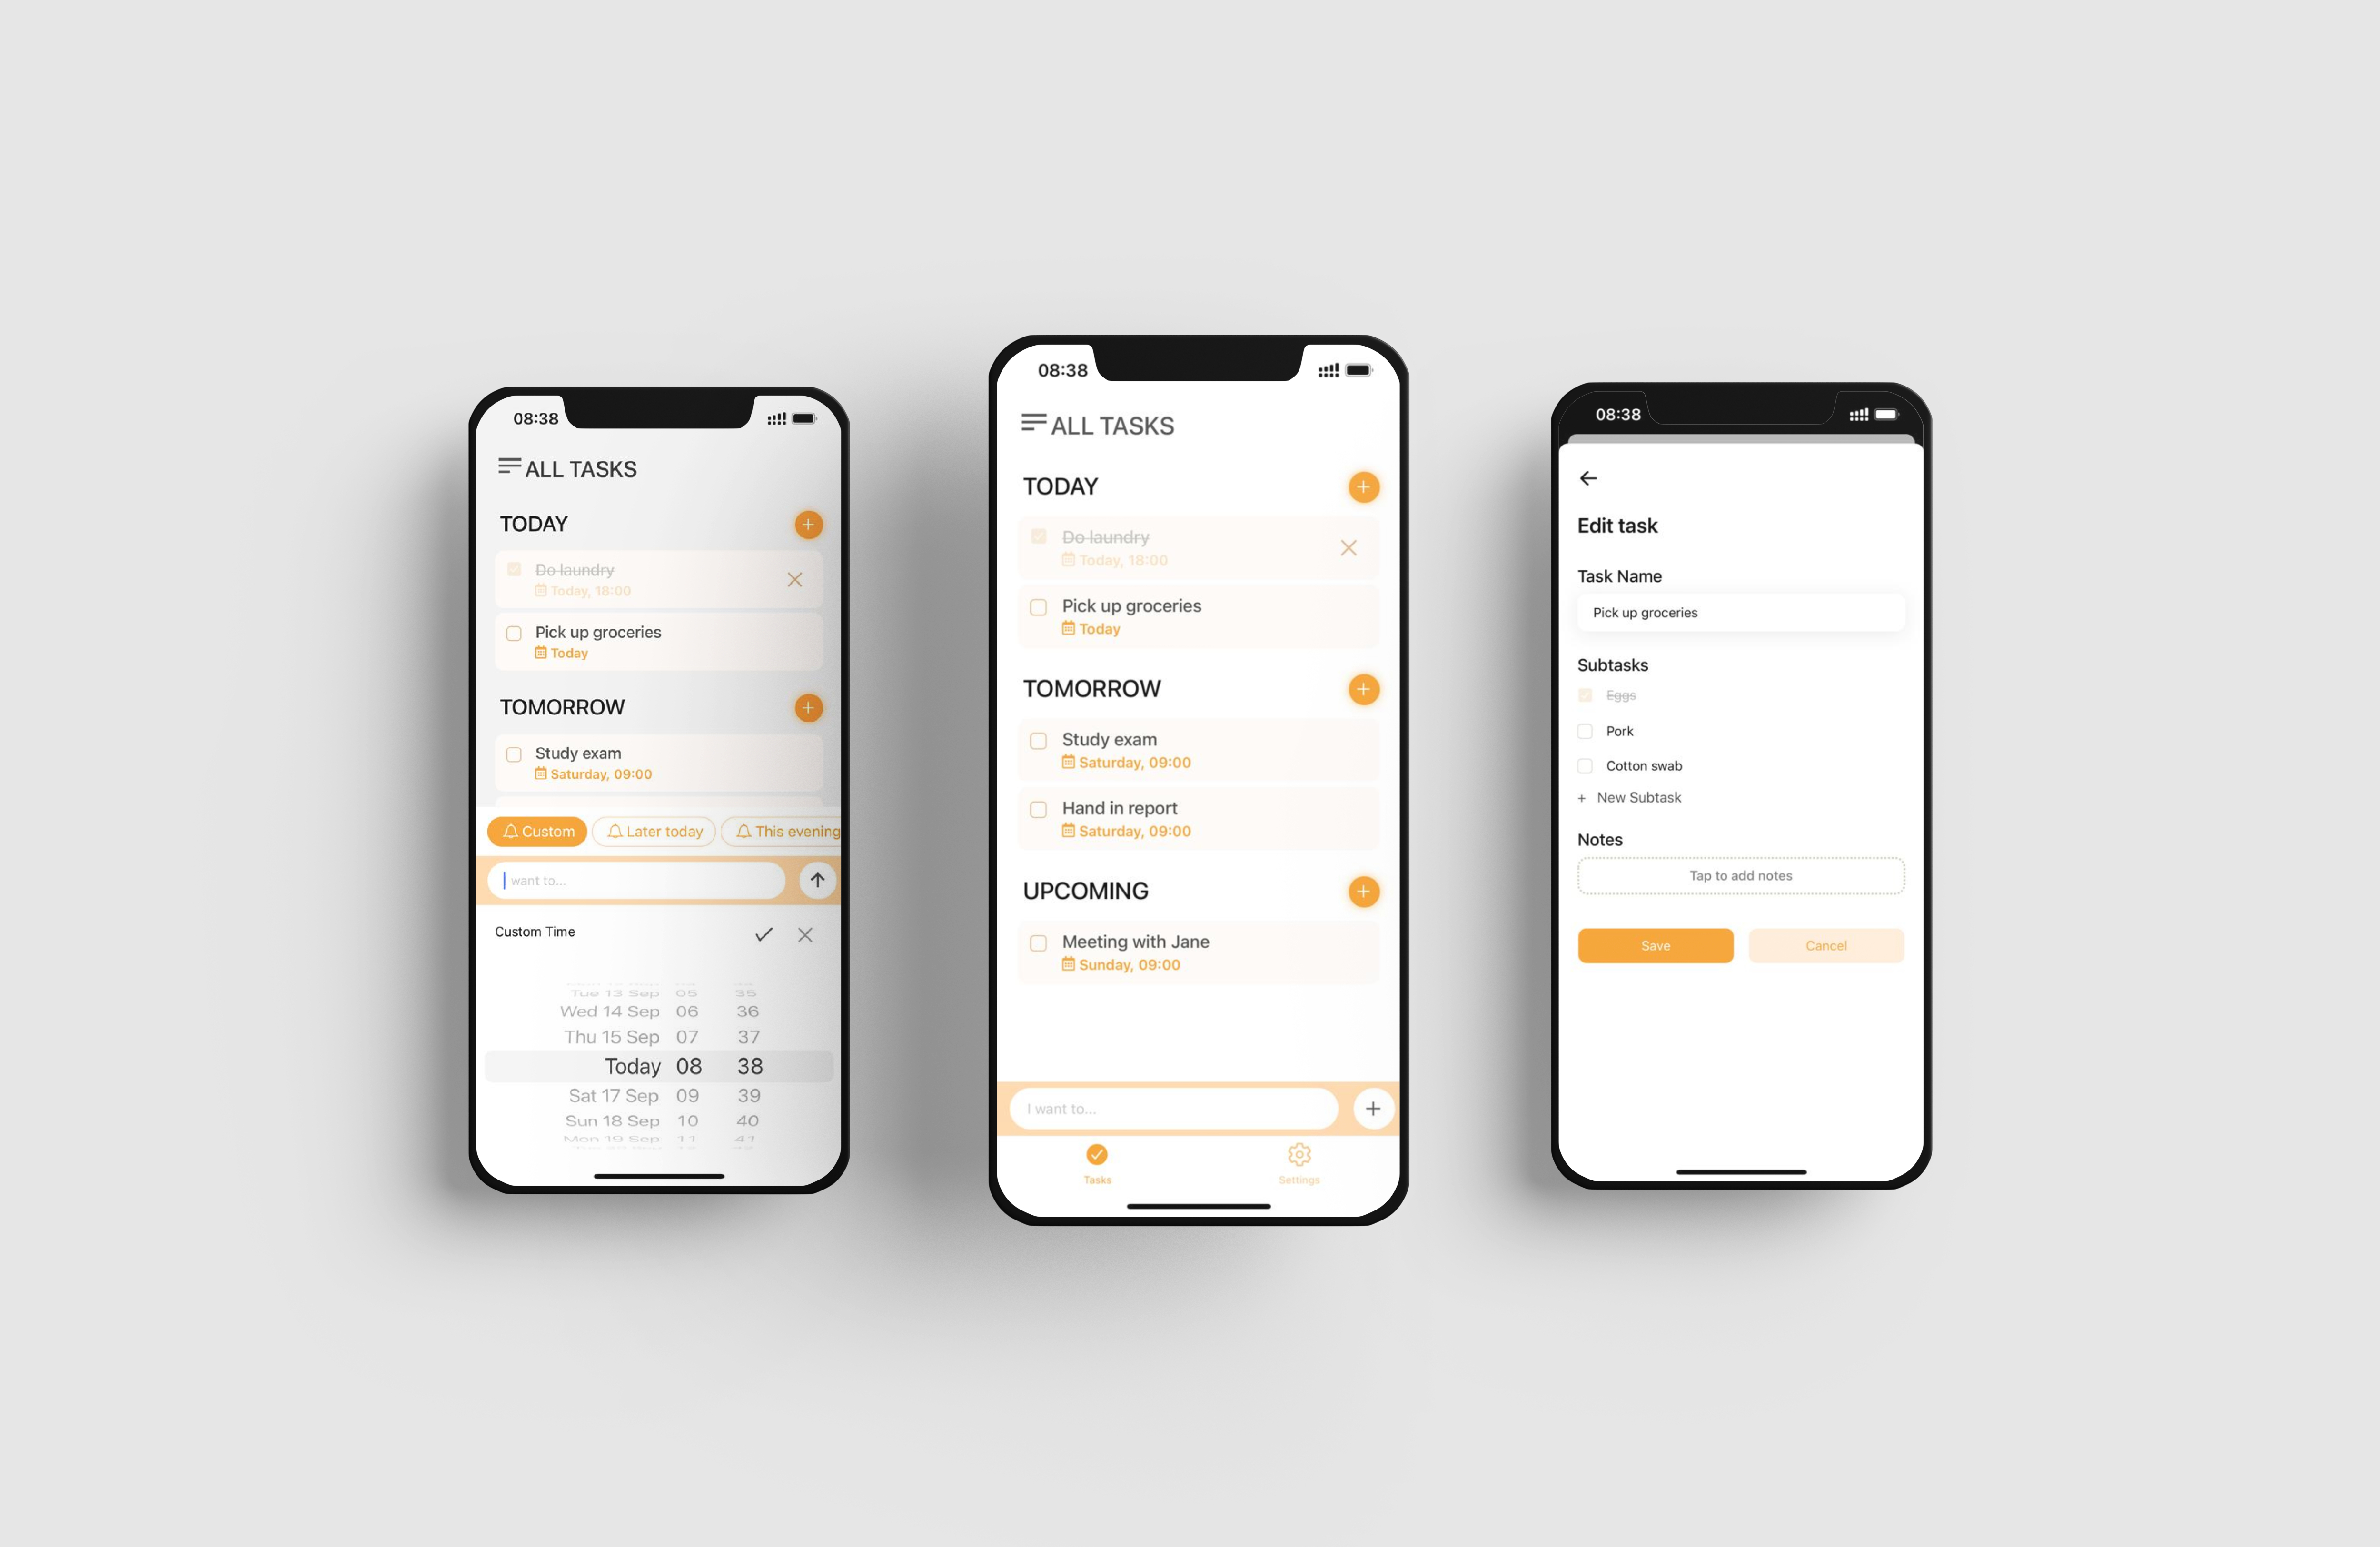 08:38
ALL TASKS
TODAY
Do laundry
Today, 18:00
Pick up groceries
Today
TOMORROW
Study exam
Saturday, 09:00
Custom
Later today
This evening
I want to...
Custom Time
Tue 13 Sep 05 35
Wed 14 Sep 06 36
Thu 15 Sep 07 37
Today 08 38
Sat 17 Sep 09 39
Sun 18 Sep 10 40
Mon 19 Sep 11 41
08:38
ALL TASKS
TODAY
Do laundry
Today, 18:00
Pick up groceries
Today
TOMORROW
Study exam
Saturday, 09:00
Hand in report
Saturday, 09:00
UPCOMING
Meeting with Jane
Sunday, 09:00
I want to...
Tasks
Settings
08:38
Edit task
Task Name
Pick up groceries
Subtasks
Eggs
Pork
Cotton swab
+ New Subtask
Notes
Tap to add notes
Save
Cancel